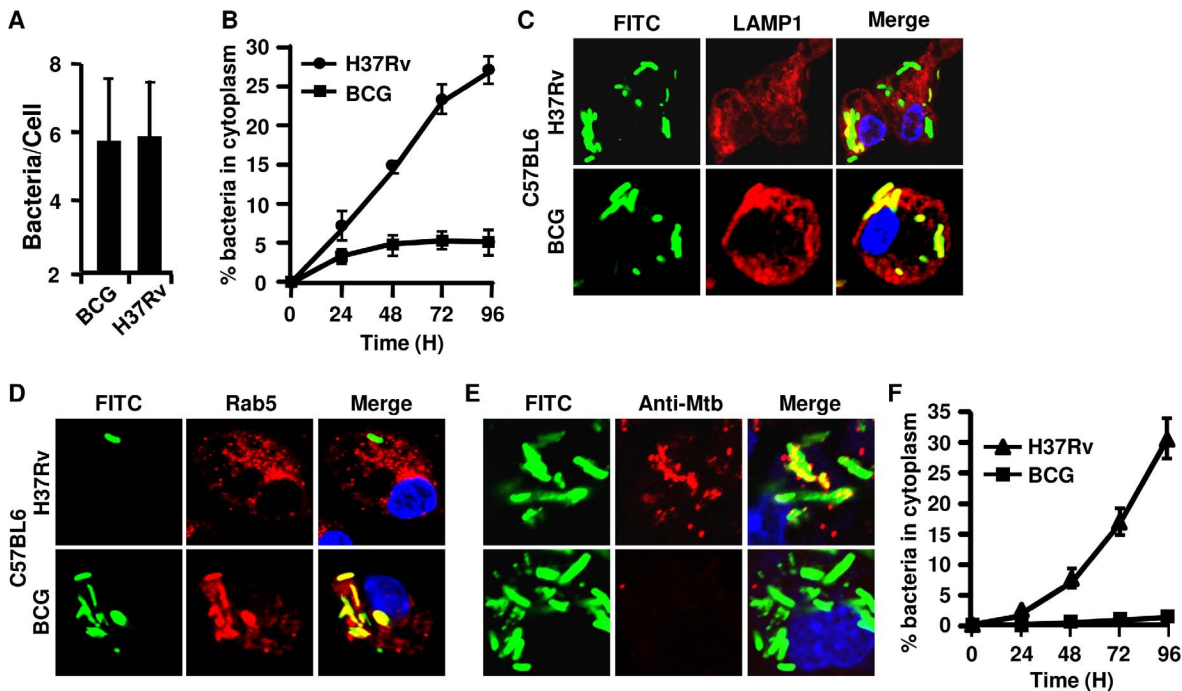 A
Bacteria/Cell
8
6
4
2
BCG
H37Rv
B
% bacteria in cytoplasm
30
25
20
15
10
5
0
H37Rv
BCG
0 24 48 72 96
Time (H)
C
FITC LAMP1 Merge
C57BL6
H37Rv
BCG
D
FITC Rab5 Merge
C57BL6
H37Rv
BCG
E
FITC Anti-Mtb Merge
F
% bacteria in cytoplasm
35
30
25
20
15
10
5
0
H37Rv
BCG
0 24 48 72 96
Time (H)